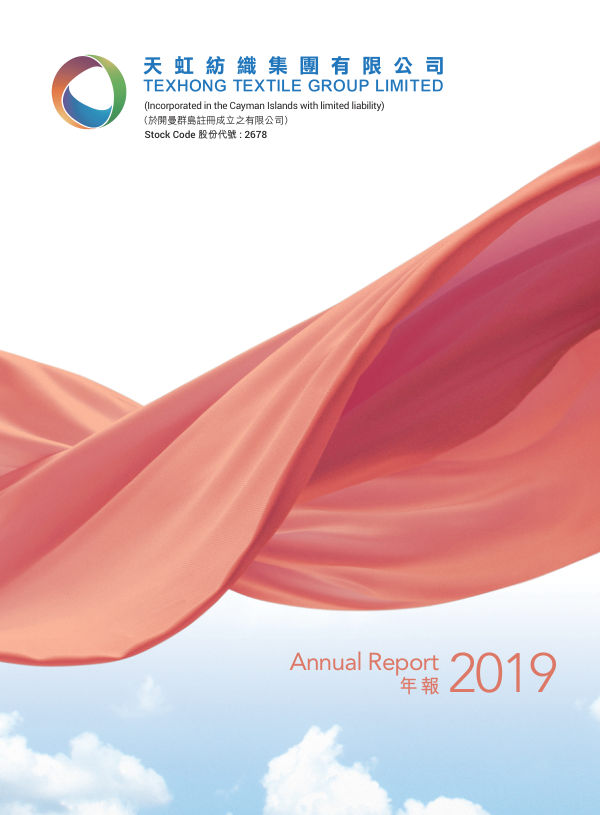 天虹紡織集團有限公司
TEXHONG TEXTILE GROUP LIMITED
(Incorporated in the Cayman Islands with limited liability)
(於開曼群島註冊成立之有限公司)
Stock Code 股份代號 : 2678
Annual Report 2019
年報